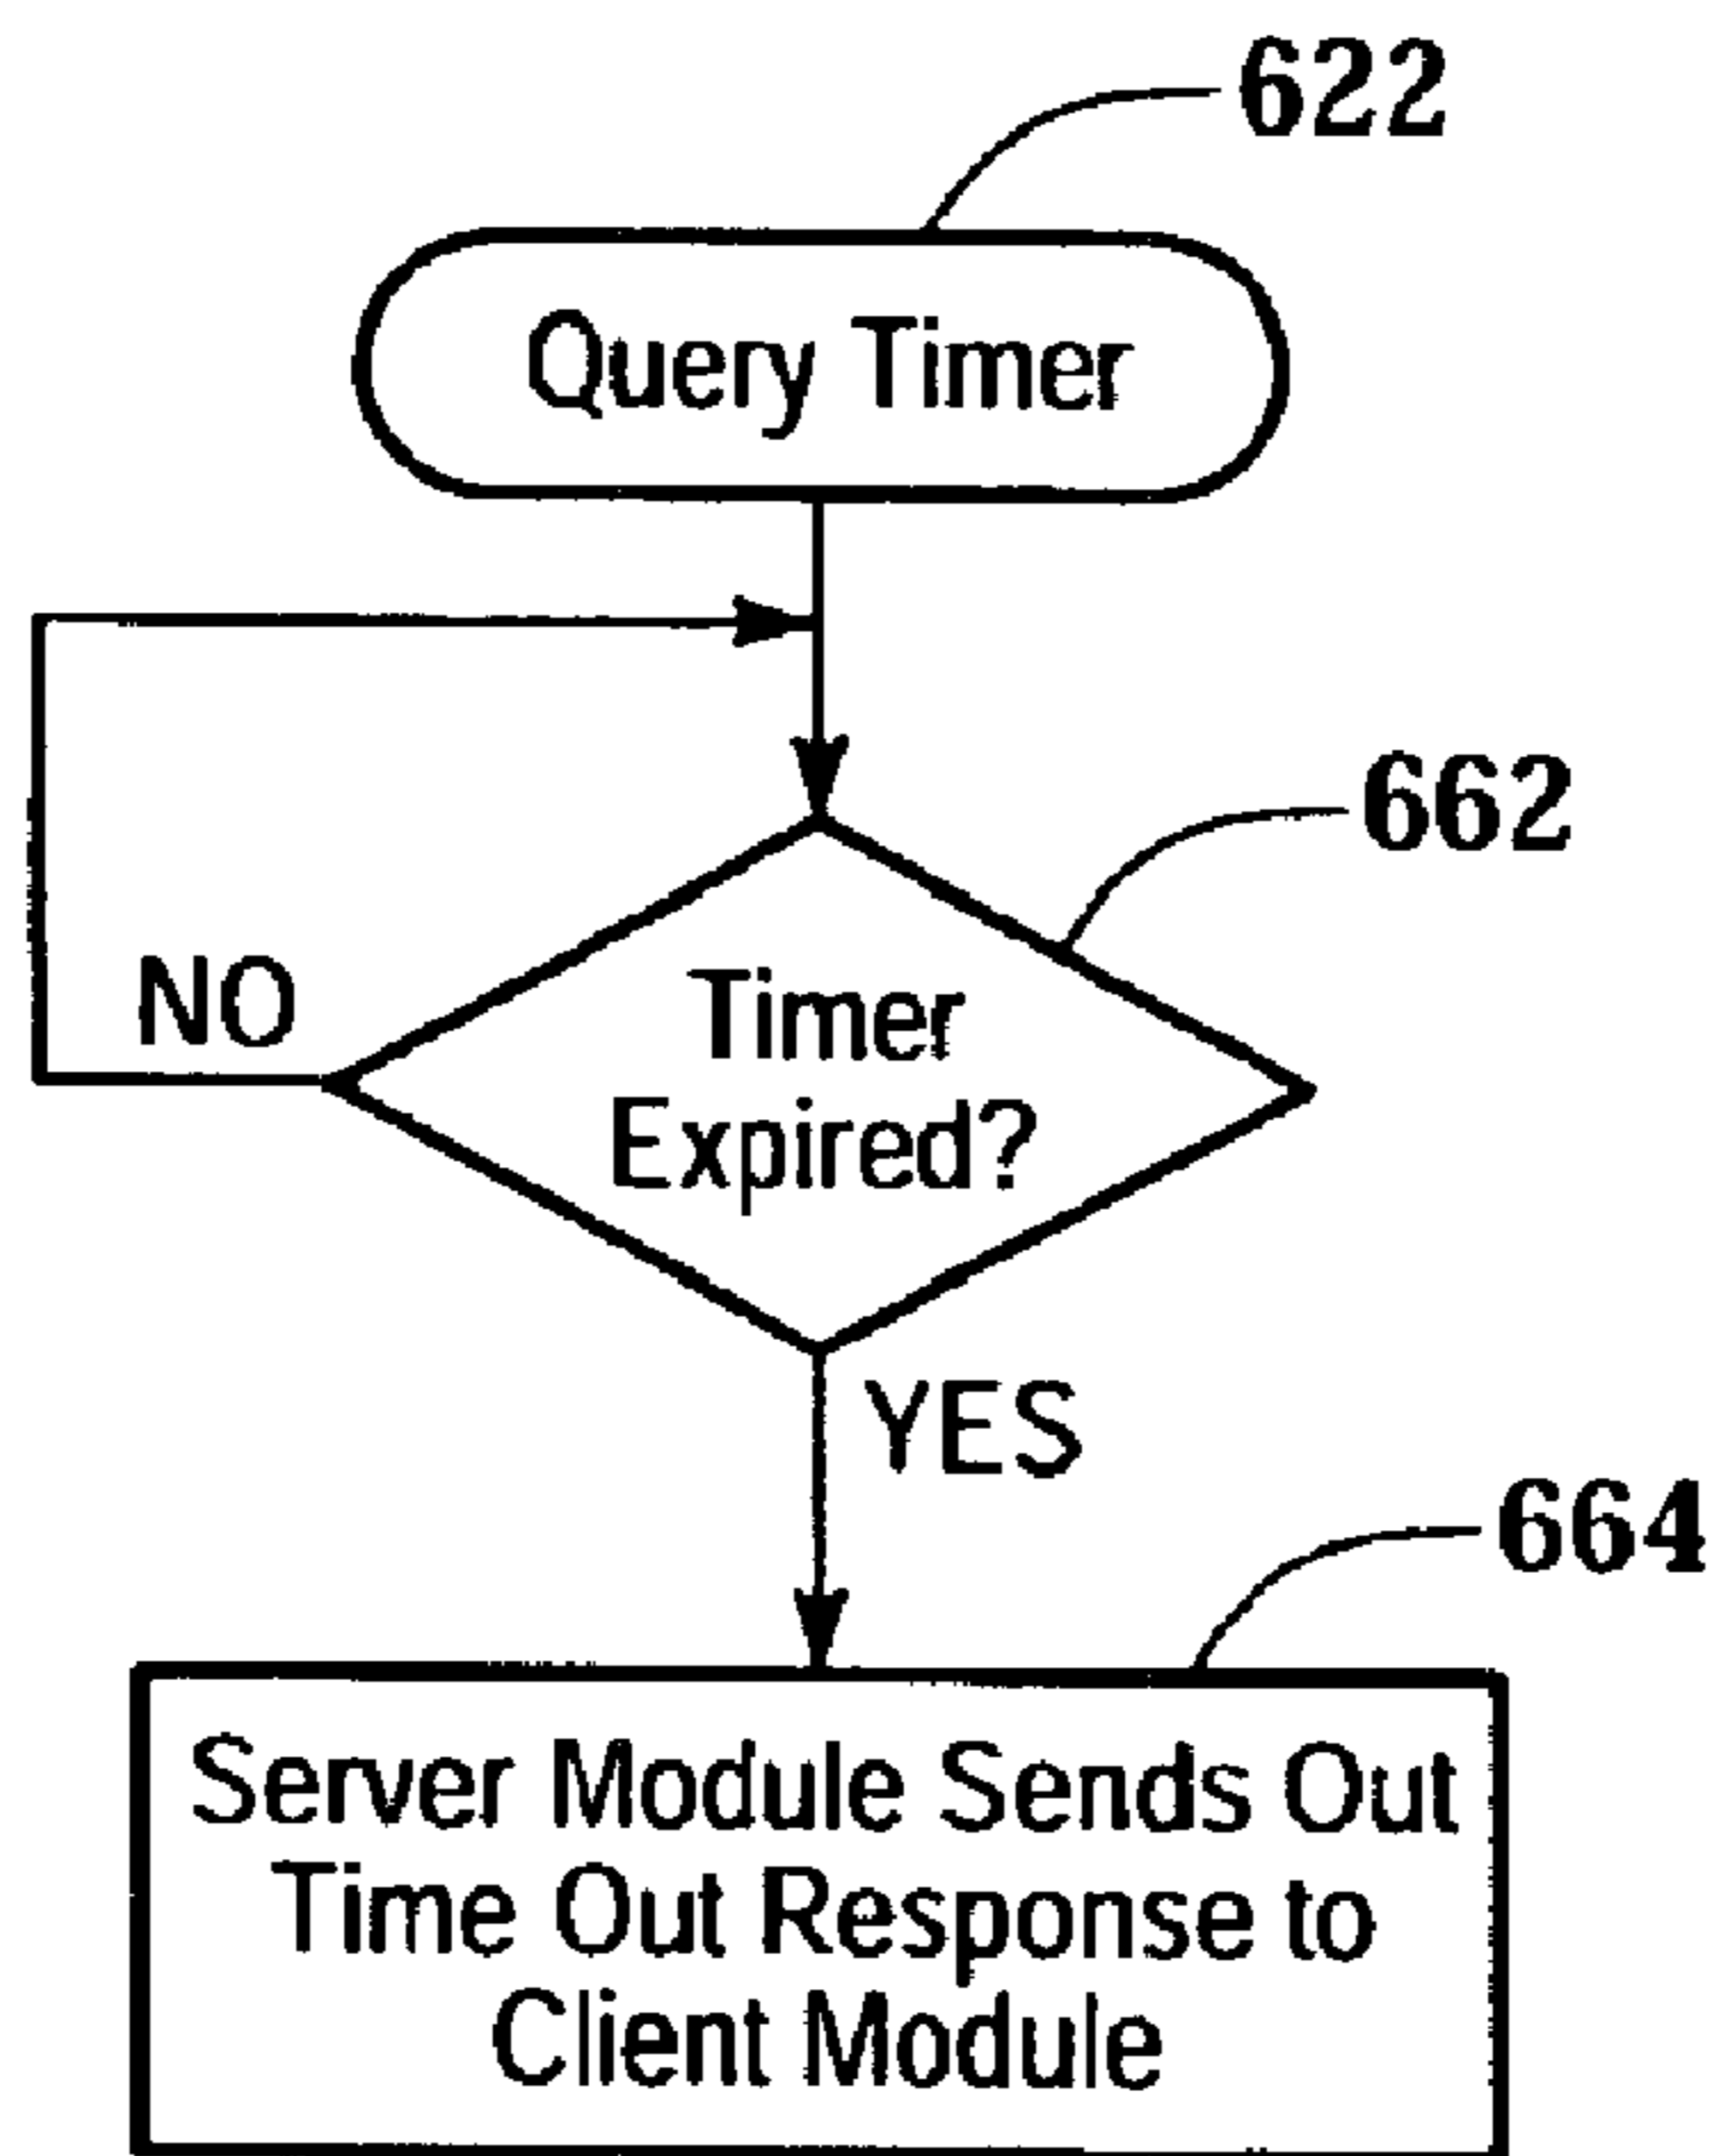 622
Query Timer
662
NO
Timer
Expired?
YES
664
Server Module Sends Out
Time Out Response to
Client Module